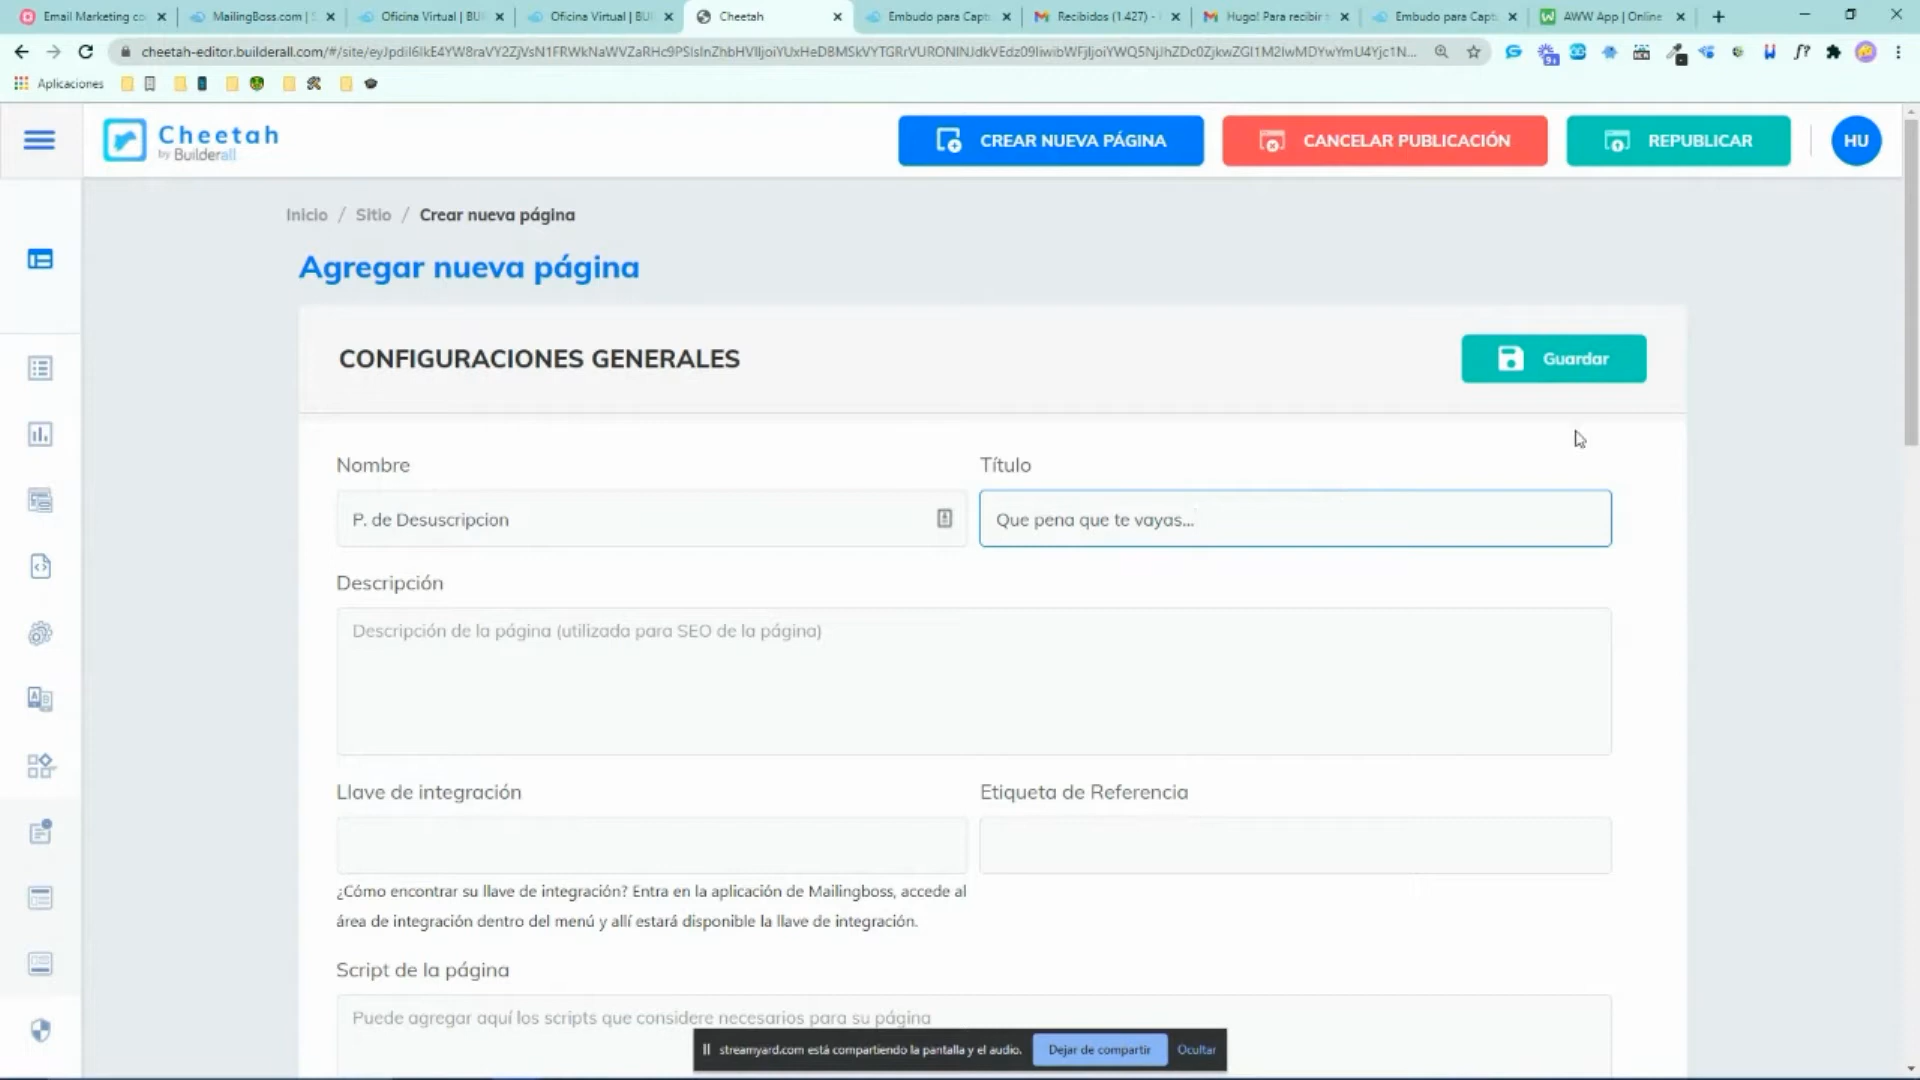 Email Marketing co
MailingBoss.com |
Oficina Virtual | BU
Oficina Virtual | BU
Cheetah
Embudo para Capt
Recibidos (1.427) -
Hugo! Para recibir
Embudo para Capt
AWW App | Online
Aplicaciones
Cheetah
by Builderall
CREAR NUEVA PÁGINA
CANCELAR PUBLICACIÓN
REPUBLICAR
HU
Inicio / Sitio / Crear nueva página
Agregar nueva página
CONFIGURACIONES GENERALES
Guardar
Nombre
Título
P. de Desuscripcion
Que pena que te vayas...
Descripción
Descripción de la página (utilizada para SEO de la página)
Llave de integración
Etiqueta de Referencia
¿Cómo encontrar su llave de integración? Entra en la aplicación de Mailingboss, accede al
área de integración dentro del menú y allí estará disponible la llave de integración.
Script de la página
Puede agregar aquí los scripts que considere necesarios para su página
streamyard.com está compartiendo la pantalla y el audio.
Dejar de compartir
Ocultar